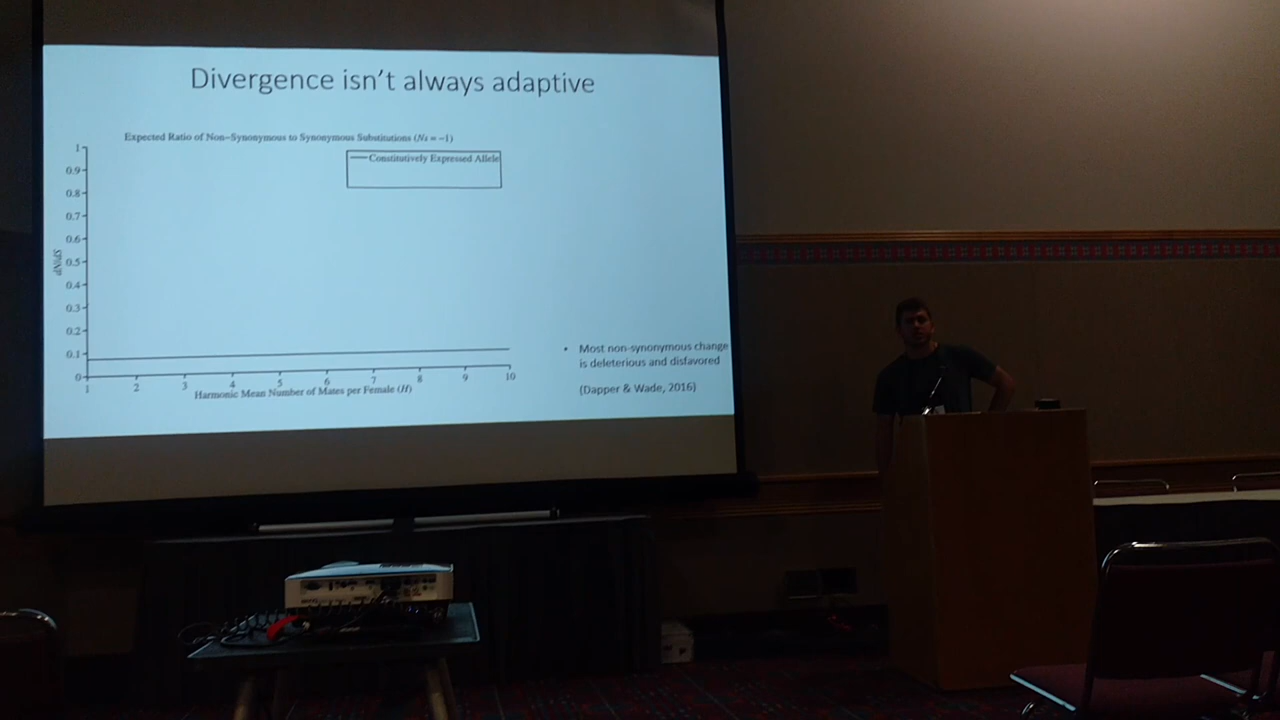 Divergence isn't always adaptive
Expected Ratio of Non-Synonymous to Synonymous Substitutions (Ns = -1)
Constitutively Expressed Allele
1
0.9
0.8
0.7
0.6
0.5
0.4
0.3
0.2
0.1
0
dN/dS
1 2 3 4 5 6 7 8 9 10
Harmonic Mean Number of Mates per Female (H)
• Most non-synonymous change
is deleterious and disfavored
(Dapper & Wade, 2016)